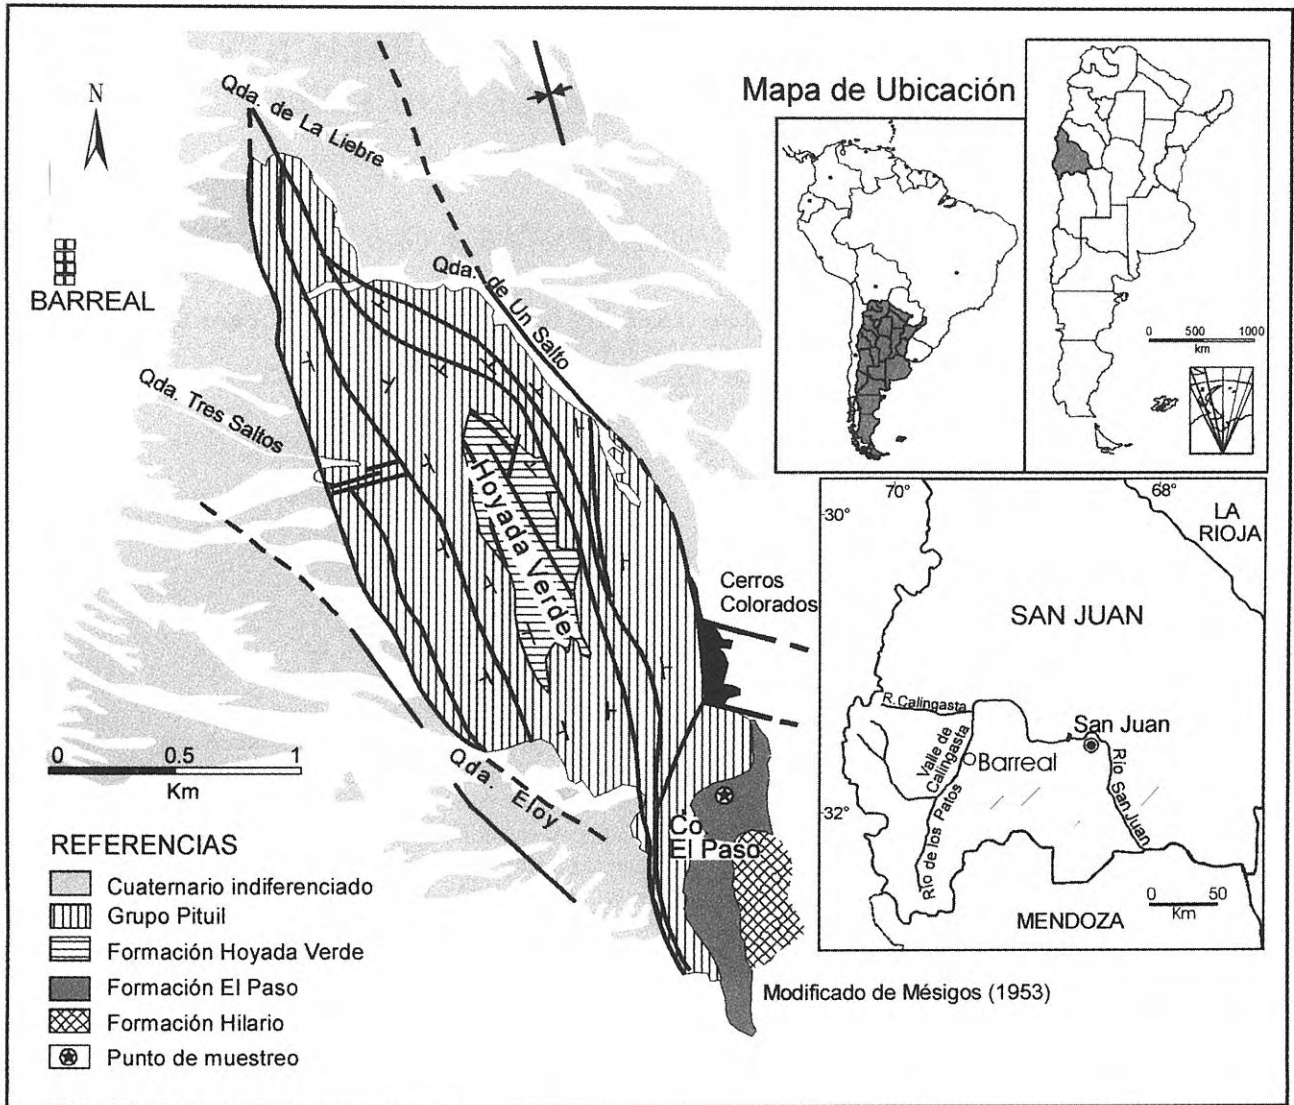 Mapa de Ubicación
N
Qda. de La Liebre
BARREAL
Qda. de Un Salto
Qda. Tres Saltos
Hoyada Verde
Cerros
Colorados
0 0.5 1
Km
Qda. Eloy
Co.
El Paso
REFERENCIAS
Cuaternario indiferenciado
Grupo Pituil
Formación Hoyada Verde
Formación El Paso
Formación Hilario
Punto de muestreo
Modificado de Mésigos (1953)
0 500 1000
km
70° 68°
30°
32°
LA
RIOJA
SAN JUAN
R. Calingasta
Valle de
Calingasta
San Juan
Barreal
Río de los Patos
Río San Juan
MENDOZA
0 50
Km